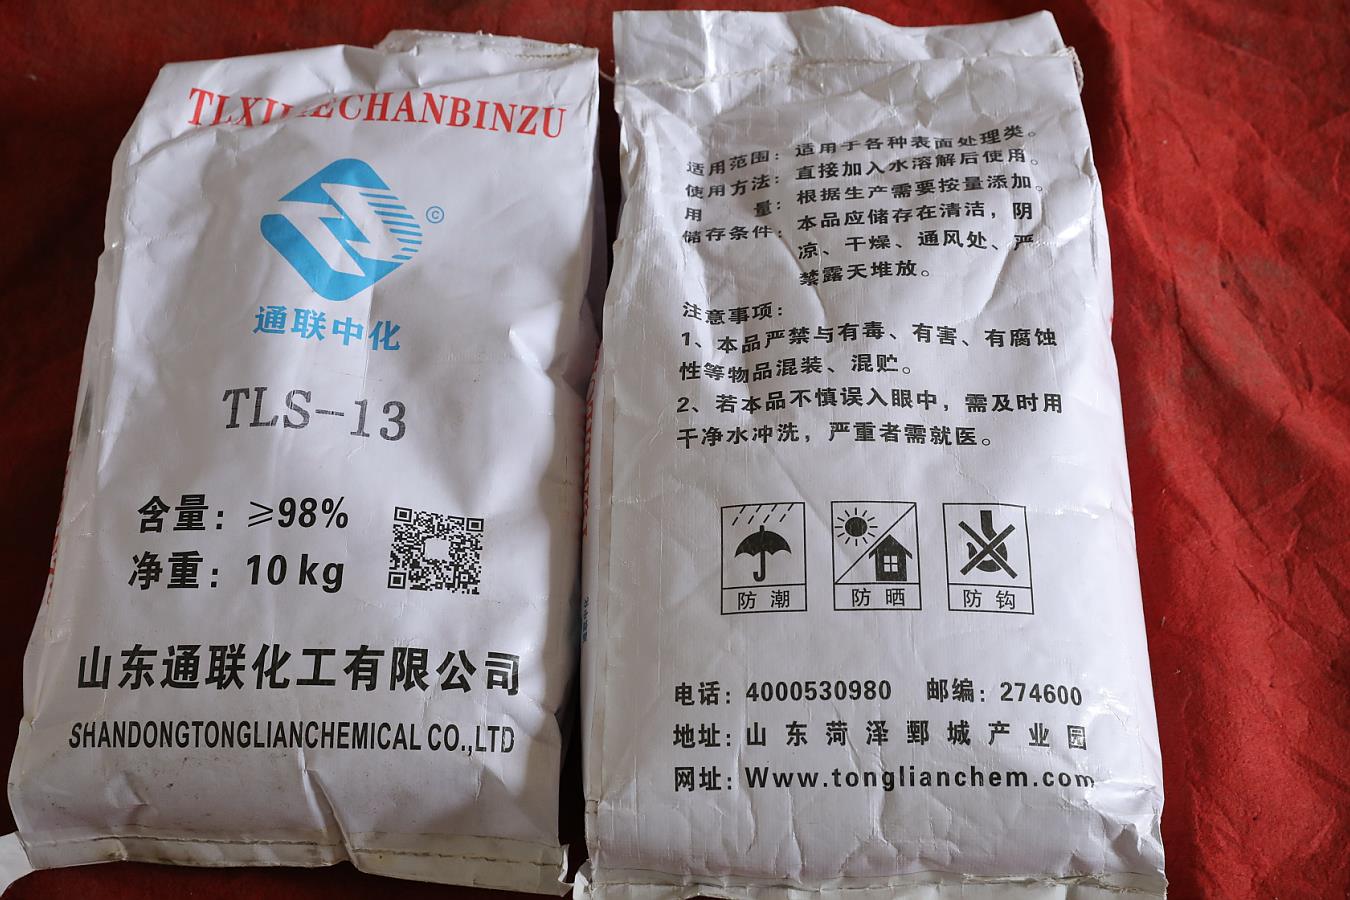 TLXILIECHANBINZU
©
通联中化
TLS-13
含量：≥98%
净重：10 kg
山东通联化工有限公司
SHANDONGTONGLIANCHEMICAL CO.,LTD
适用范围：适用于各种表面处理类。
使用方法：直接加入水溶解后使用。
用 量：根据生产需要按量添加。
储存条件：本品应储存在清洁，阴
凉、干燥、通风处、严
禁露天堆放。
注意事项：
1、本品严禁与有毒、有害、有腐蚀
性等物品混装、混贮。
2、若本品不慎误入眼中，需及时用
干净水冲洗，严重者需就医。
防 潮
防 晒
防 钩
电话：4000530980 邮编：274600
地址：山 东 菏 泽 鄄 城 产 业 园
网址：Www.tonglianchem.com